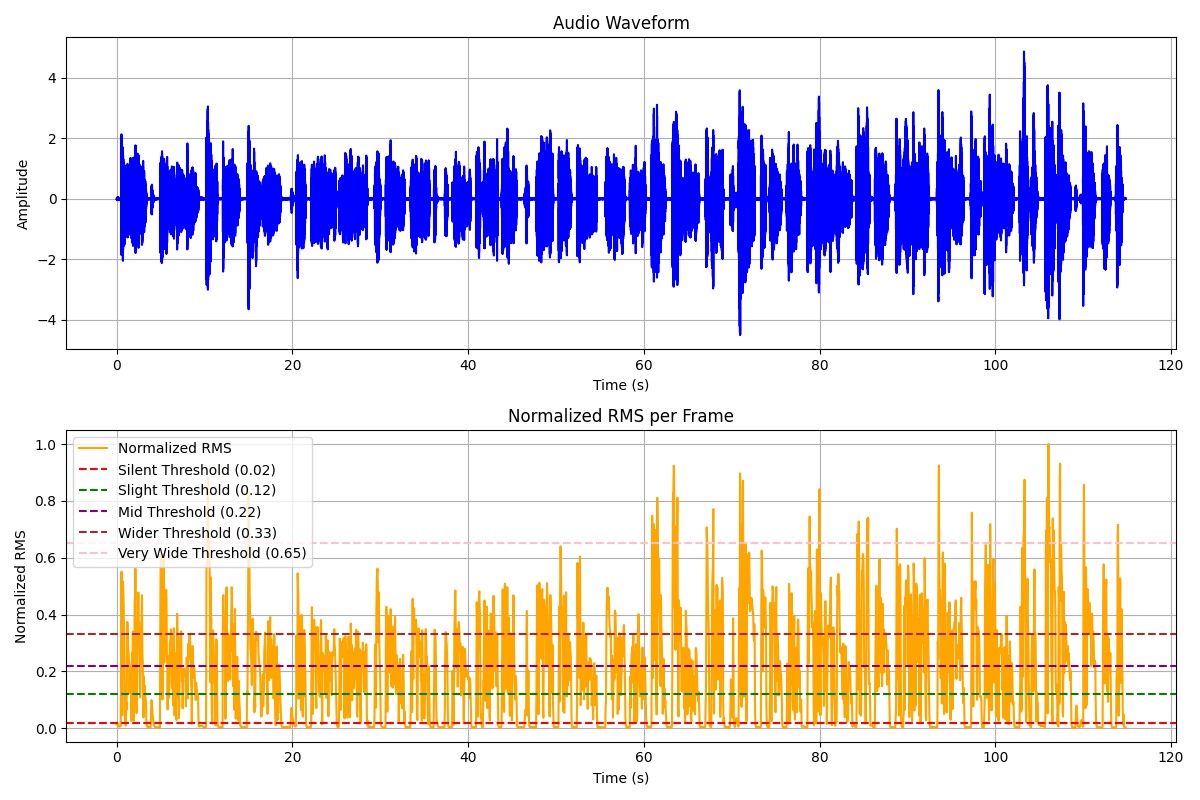 Audio Waveform
Amplitude
4
2
0
−2
−4
0 20 40 60 80 100 120
Time (s)
Normalized RMS per Frame
Normalized RMS
1.0
0.8
0.6
0.4
0.2
0.0
Normalized RMS
Silent Threshold (0.02)
Slight Threshold (0.12)
Mid Threshold (0.22)
Wider Threshold (0.33)
Very Wide Threshold (0.65)
0 20 40 60 80 100 120
Time (s)